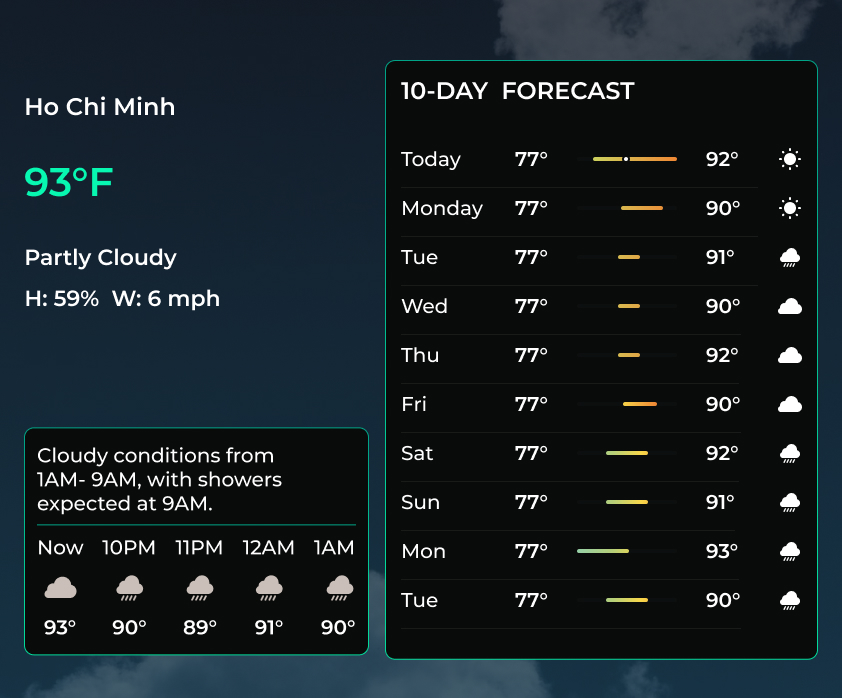 Ho Chi Minh
93°F
Partly Cloudy
H: 59% W: 6 mph
Cloudy conditions from
1AM- 9AM, with showers
expected at 9AM.
Now 10PM 11PM 12AM 1AM
93° 90° 89° 91° 90°
10-DAY FORECAST
Today 77° 92°
Monday 77° 90°
Tue 77° 91°
Wed 77° 90°
Thu 77° 92°
Fri 77° 90°
Sat 77° 92°
Sun 77° 91°
Mon 77° 93°
Tue 77° 90°